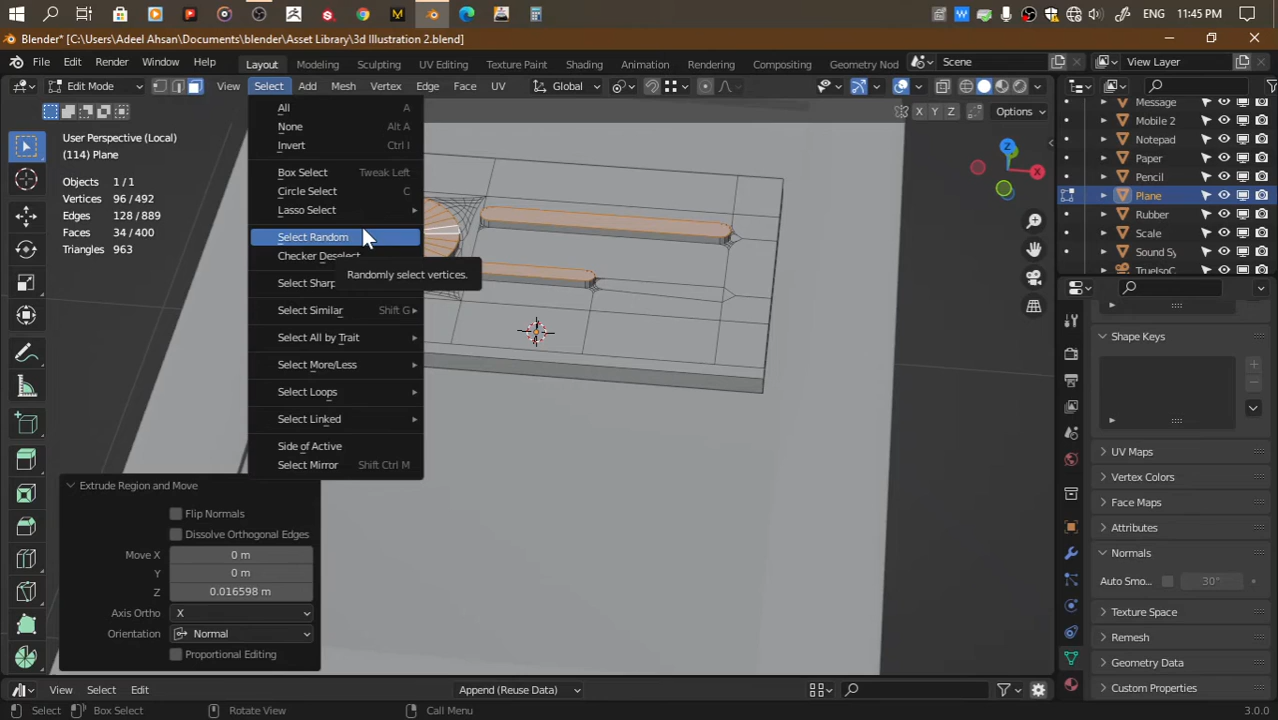 ENG
11:45 PM
Blender* [C:\Users\Adeel Ahsan\Documents\blender\Asset Library\3d Illustration 2.blend]
File Edit Render Window Help
Layout Modeling Sculpting UV Editing Texture Paint Shading Animation Rendering Compositing Geometry Nod
Scene
View Layer
Edit Mode
View Select Add Mesh Vertex Edge Face UV
Global
X Y Z
Options
User Perspective (Local)
(114) Plane
Objects 1/1
Vertices 96/492
Edges 128/889
Faces 34/400
Triangles 963
All A
None Alt A
Invert Ctrl I
Box Select Tweak Left
Circle Select C
Lasso Select
Select Random
Checker Deselect
Randomly select vertices.
Select Sharp
Select Similar Shift G
Select All by Trait
Select More/Less
Select Loops
Select Linked
Side of Active
Select Mirror Shift Ctrl M
Z
X
Message
Mobile 2
Notepad
Paper
Pencil
Plane
Rubber
Scale
Sound Sy
Shape Keys
UV Maps
Vertex Colors
Face Maps
Attributes
Normals
Auto Smo... 30°
Texture Space
Remesh
Geometry Data
Custom Properties
Extrude Region and Move
Flip Normals
Dissolve Orthogonal Edges
Move X 0 m
Y 0 m
Z 0.016598 m
Axis Ortho X
Orientation Normal
Proportional Editing
View Select Edit
Append (Reuse Data)
Select
Box Select
Rotate View
Call Menu
3.0.0